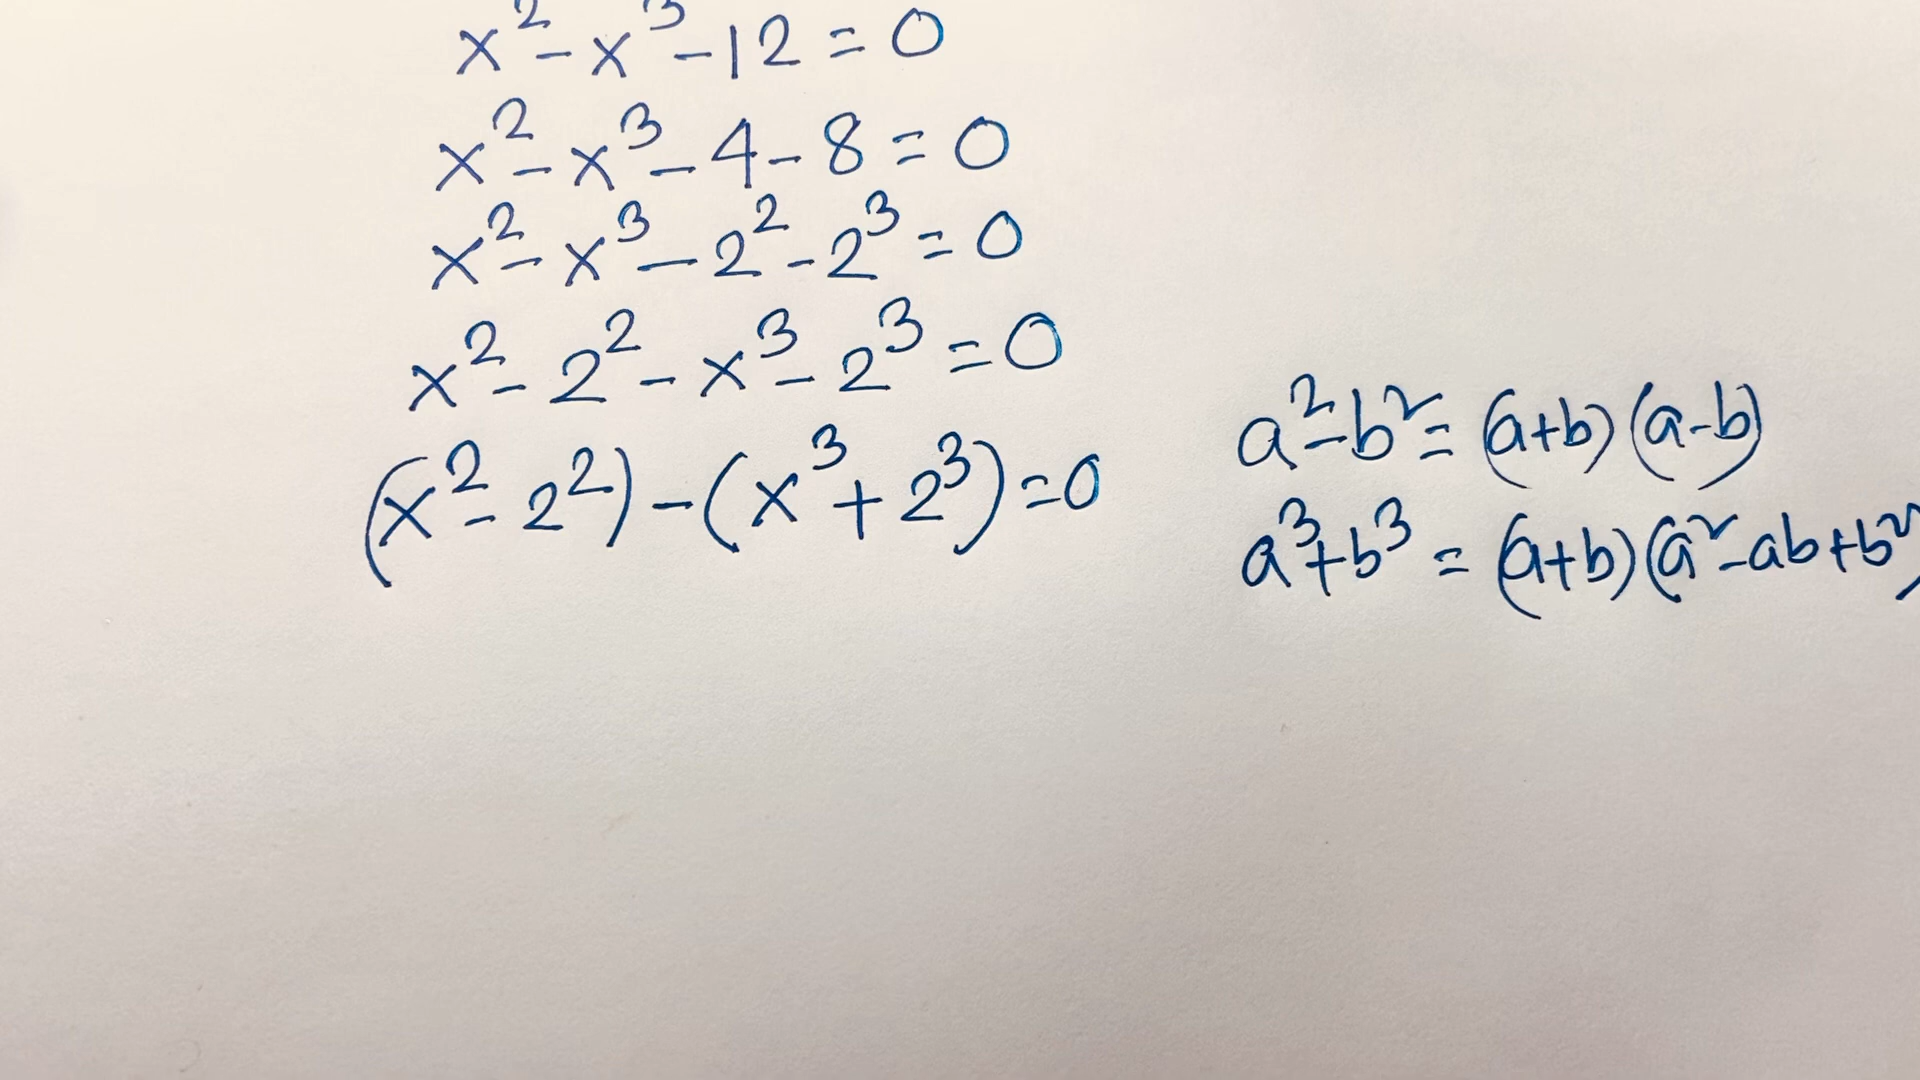 x²-x³-12=0
x²-x³-4-8=0
x²-x³-2²-2³=0
x²-2²-x³-2³=0
(x²-2²)-(x³+2³)=0
a²-b²=(a+b)(a-b)
a³+b³=(a+b)(a²-ab+b²)